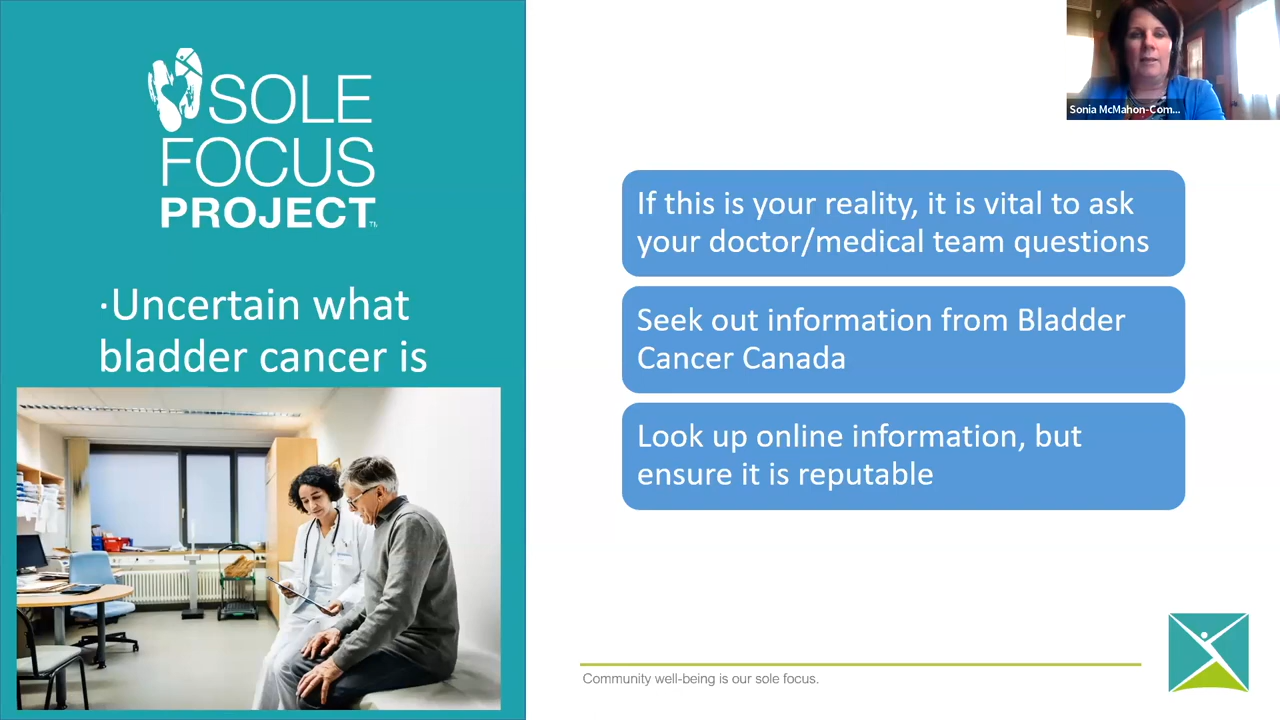 SOLE
FOCUS
PROJECT
·Uncertain what
bladder cancer is
Sonia McMahon-Com...
If this is your reality, it is vital to ask
your doctor/medical team questions
Seek out information from Bladder
Cancer Canada
Look up online information, but
ensure it is reputable
Community well-being is our sole focus.